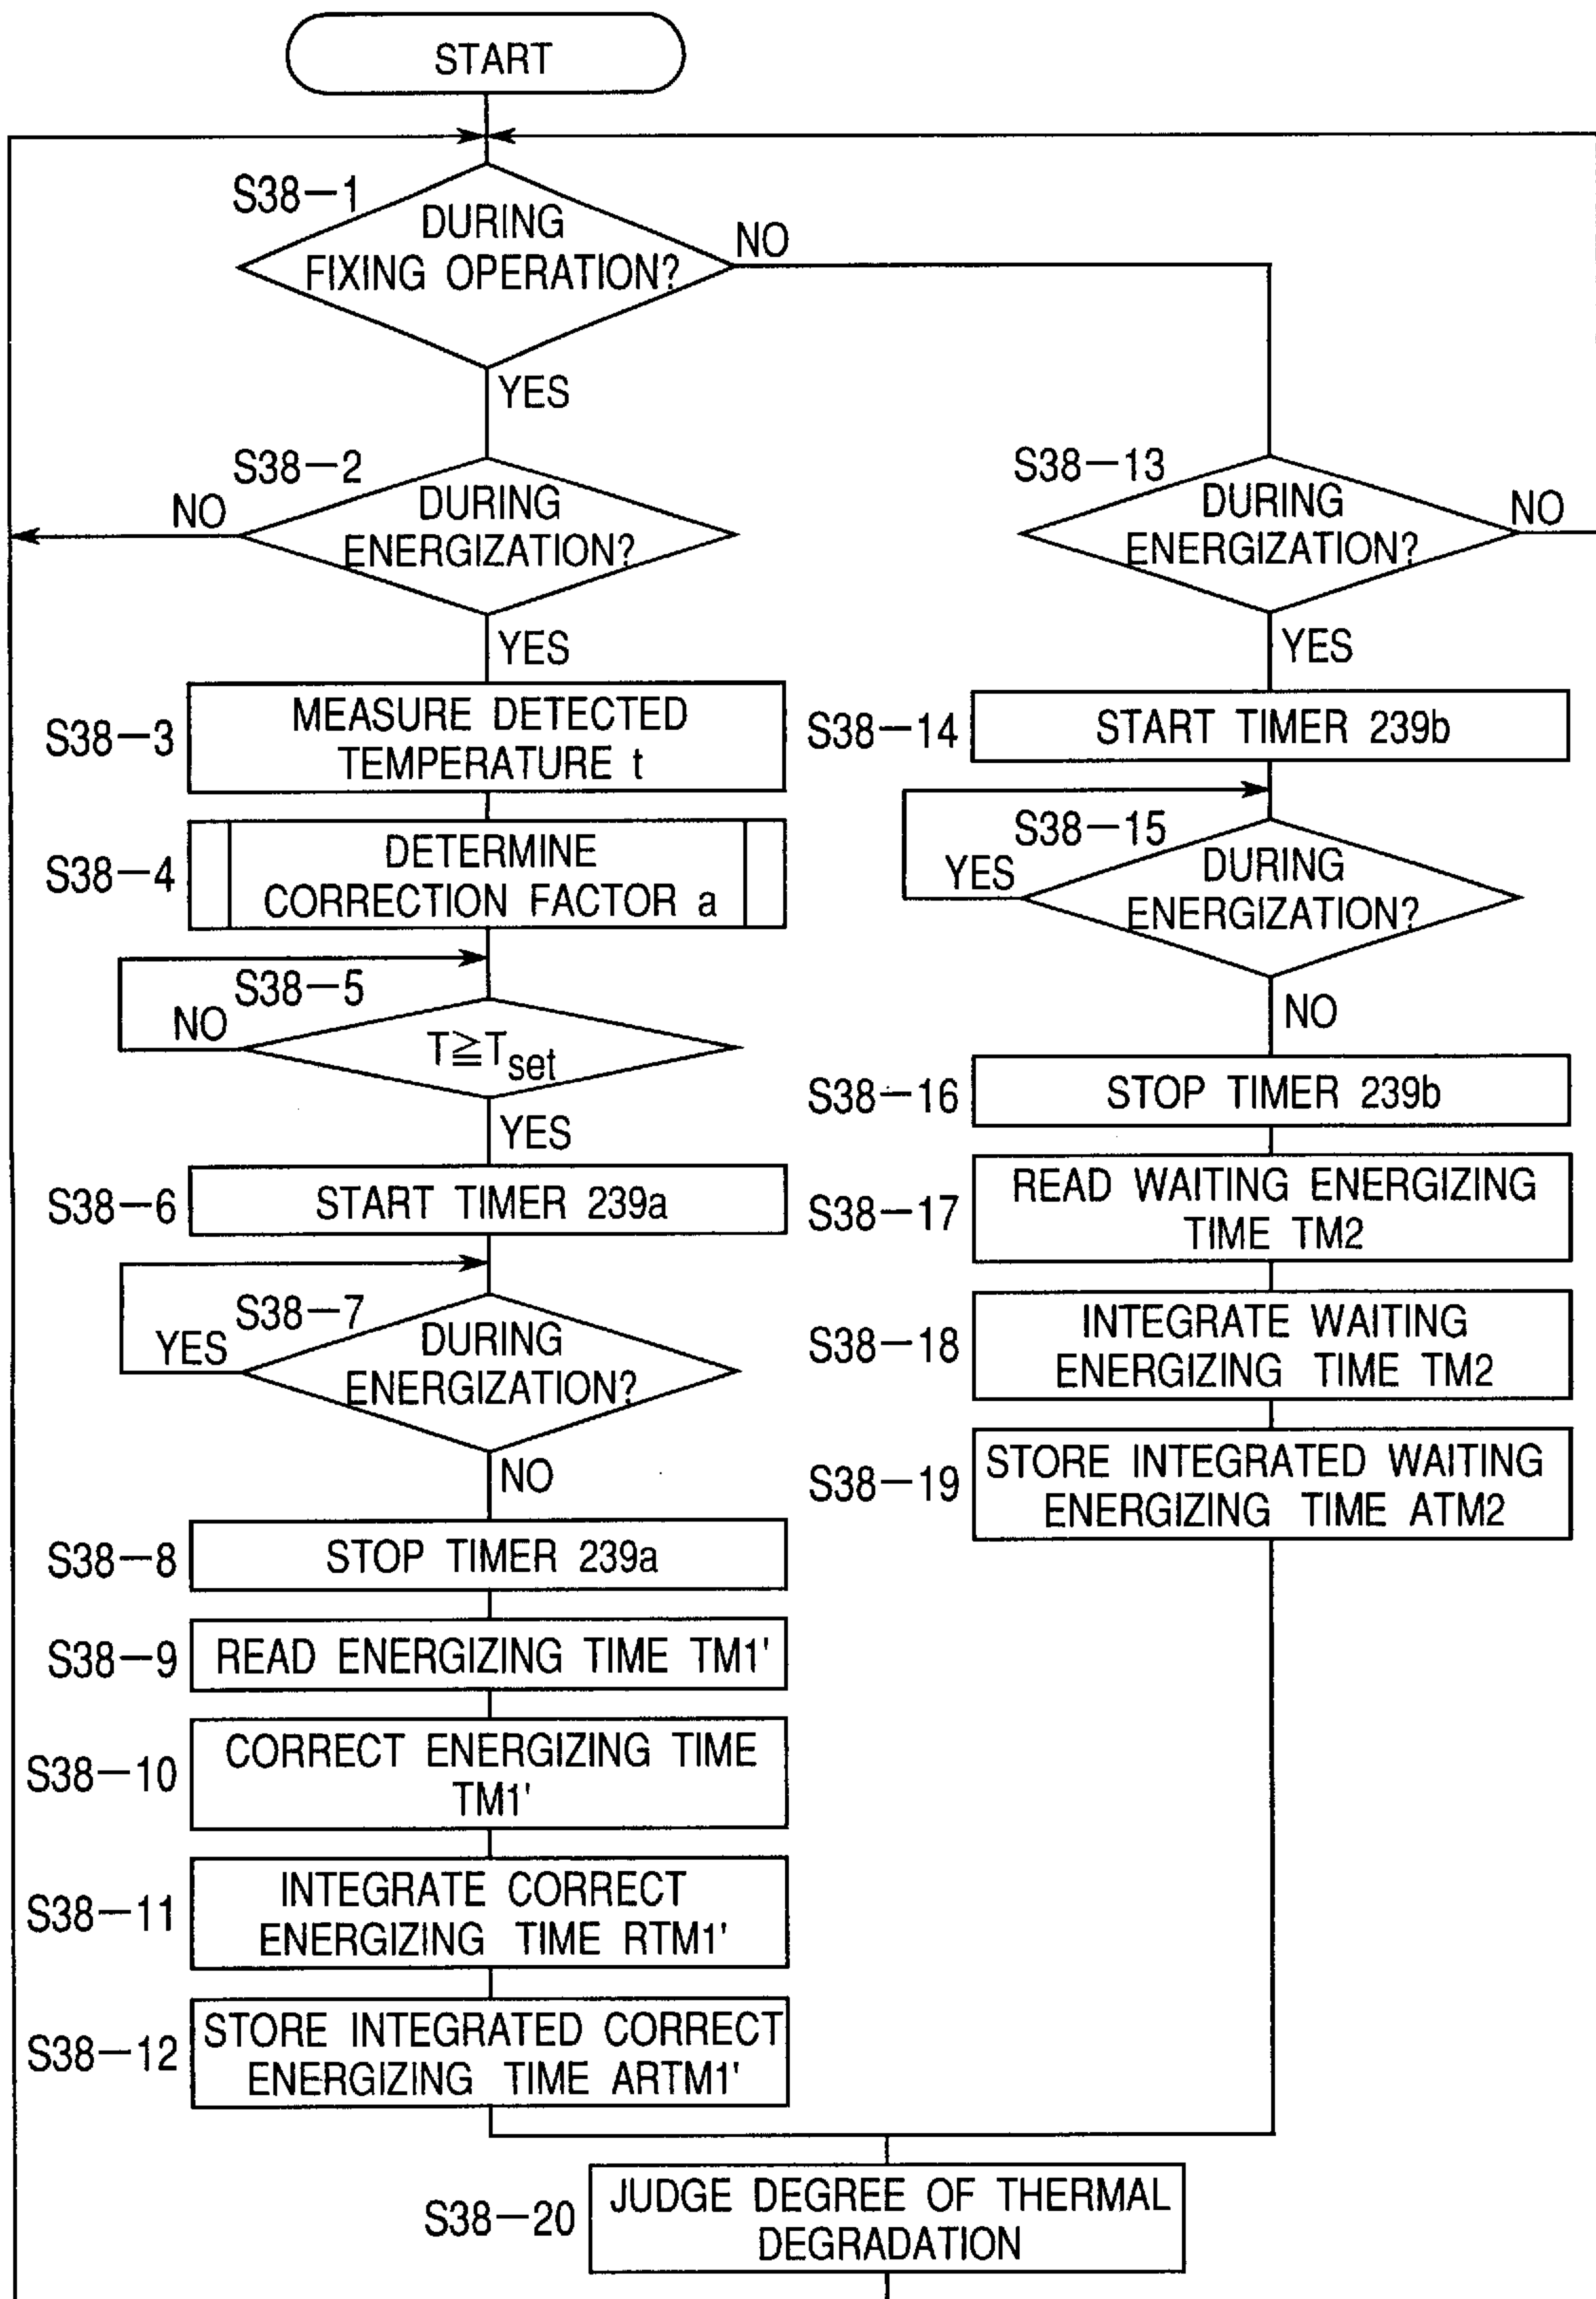 START
S38-1
DURING
FIXING OPERATION?
NO
YES
S38-2
DURING
ENERGIZATION?
NO
YES
S38-3
MEASURE DETECTED
TEMPERATURE t
S38-4
DETERMINE
CORRECTION FACTOR a
S38-5
NO
T≧Tset
YES
S38-6
START TIMER 239a
S38-7
YES
DURING
ENERGIZATION?
NO
S38-8
STOP TIMER 239a
S38-9
READ ENERGIZING TIME TM1'
S38-10
CORRECT ENERGIZING TIME
TM1'
S38-11
INTEGRATE CORRECT
ENERGIZING TIME RTM1'
S38-12
STORE INTEGRATED CORRECT
ENERGIZING TIME ARTM1'
S38-13
DURING
ENERGIZATION?
NO
YES
S38-14
START TIMER 239b
S38-15
YES
DURING
ENERGIZATION?
NO
S38-16
STOP TIMER 239b
S38-17
READ WAITING ENERGIZING
TIME TM2
S38-18
INTEGRATE WAITING
ENERGIZING TIME TM2
S38-19
STORE INTEGRATED WAITING
ENERGIZING TIME ATM2
S38-20
JUDGE DEGREE OF THERMAL
DEGRADATION